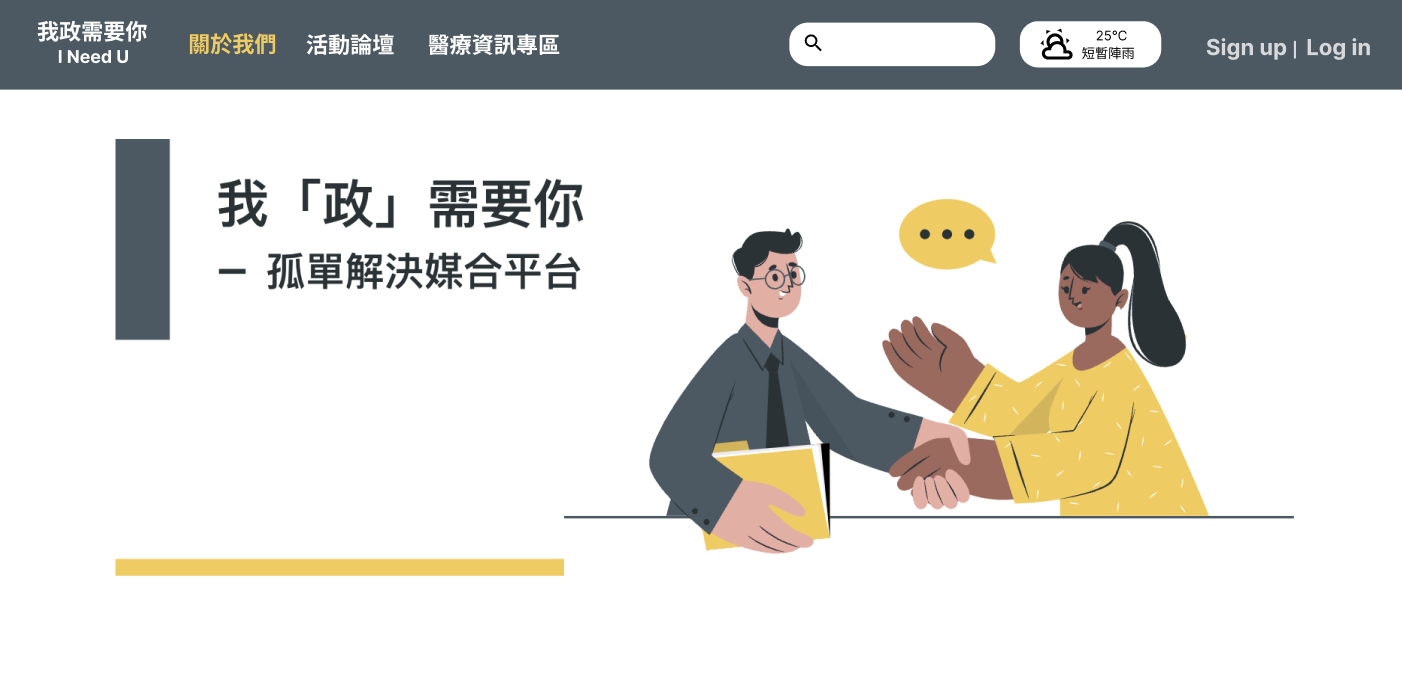 我政需要你
I Need U
關於我們
活動論壇
醫療資訊專區
25°C
短暫陣雨
Sign up | Log in
我「政」需要你
– 孤單解決媒合平台